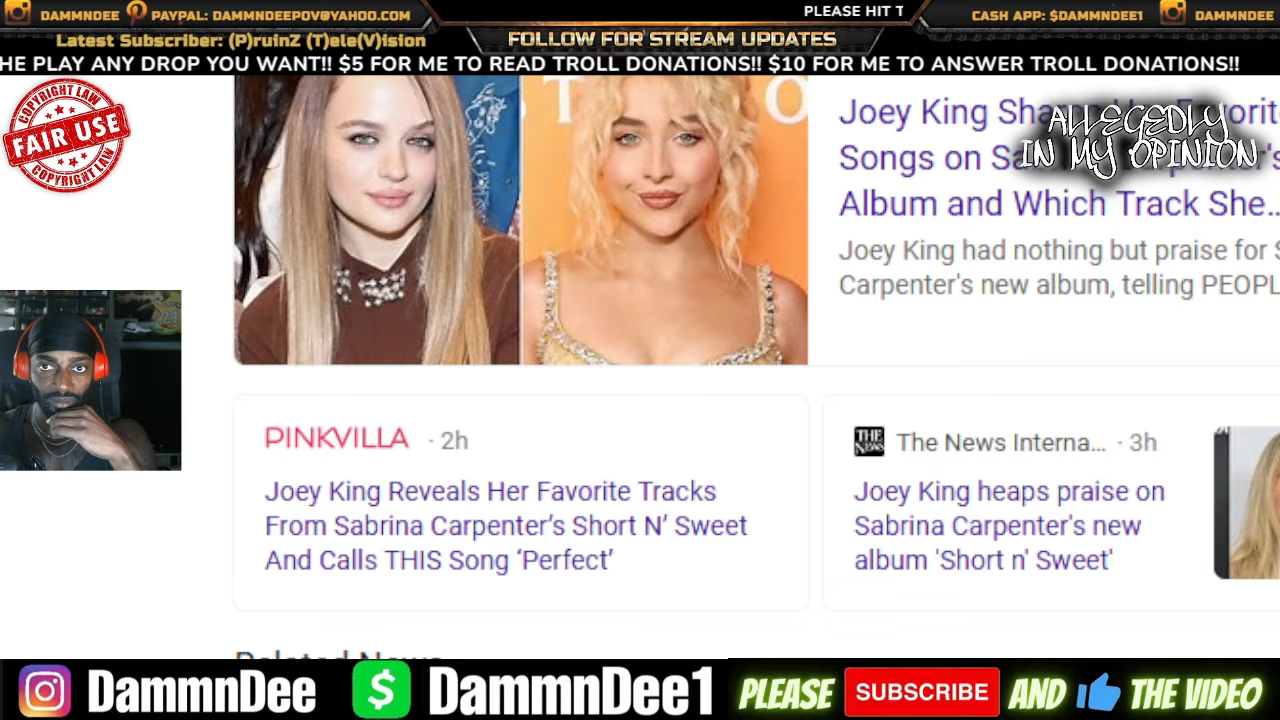 DAMMNDEE PAYPAL: DAMMNDEEPOV@YAHOO.COM
PLEASE HIT T
CASH APP: $DAMMNDEE1 DAMMNDEE
Latest Subscriber: (P)ruinZ (T)ele(V)ision
FOLLOW FOR STREAM UPDATES
HE PLAY ANY DROP YOU WANT!! $5 FOR ME TO READ TROLL DONATIONS!! $10 FOR ME TO ANSWER TROLL DONATIONS!!
COPYRIGHT LAW
FAIR USE
COPYRIGHT LAW
ALLEGEDLY
IN MY OPINION
ST O
Joey King Sha
Songs on Sa
Album and Which Track She...
Joey King had nothing but praise for S
Carpenter's new album, telling PEOPL
PINKVILLA · 2h
Joey King Reveals Her Favorite Tracks
From Sabrina Carpenter's Short N' Sweet
And Calls THIS Song 'Perfect'
THE NEWS
The News Interna... · 3h
Joey King heaps praise on
Sabrina Carpenter's new
album 'Short n' Sweet'
DammnDee
$ DammnDee1
PLEASE SUBSCRIBE AND THE VIDEO